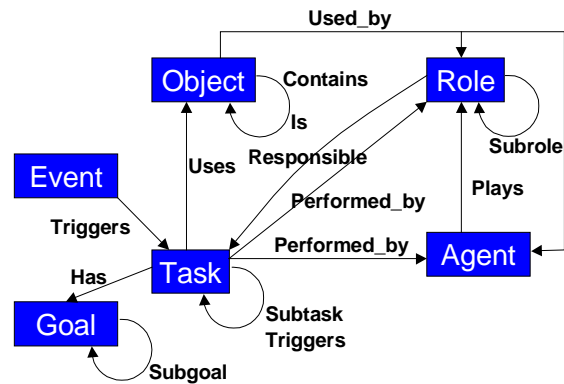 Used_by
Object
Contains
Is
Role
Subrole
Responsible
Uses
Event
Plays
Performed_by
Triggers
Performed_by
Agent
Task
Has
Subtask
Triggers
Goal
Subgoal